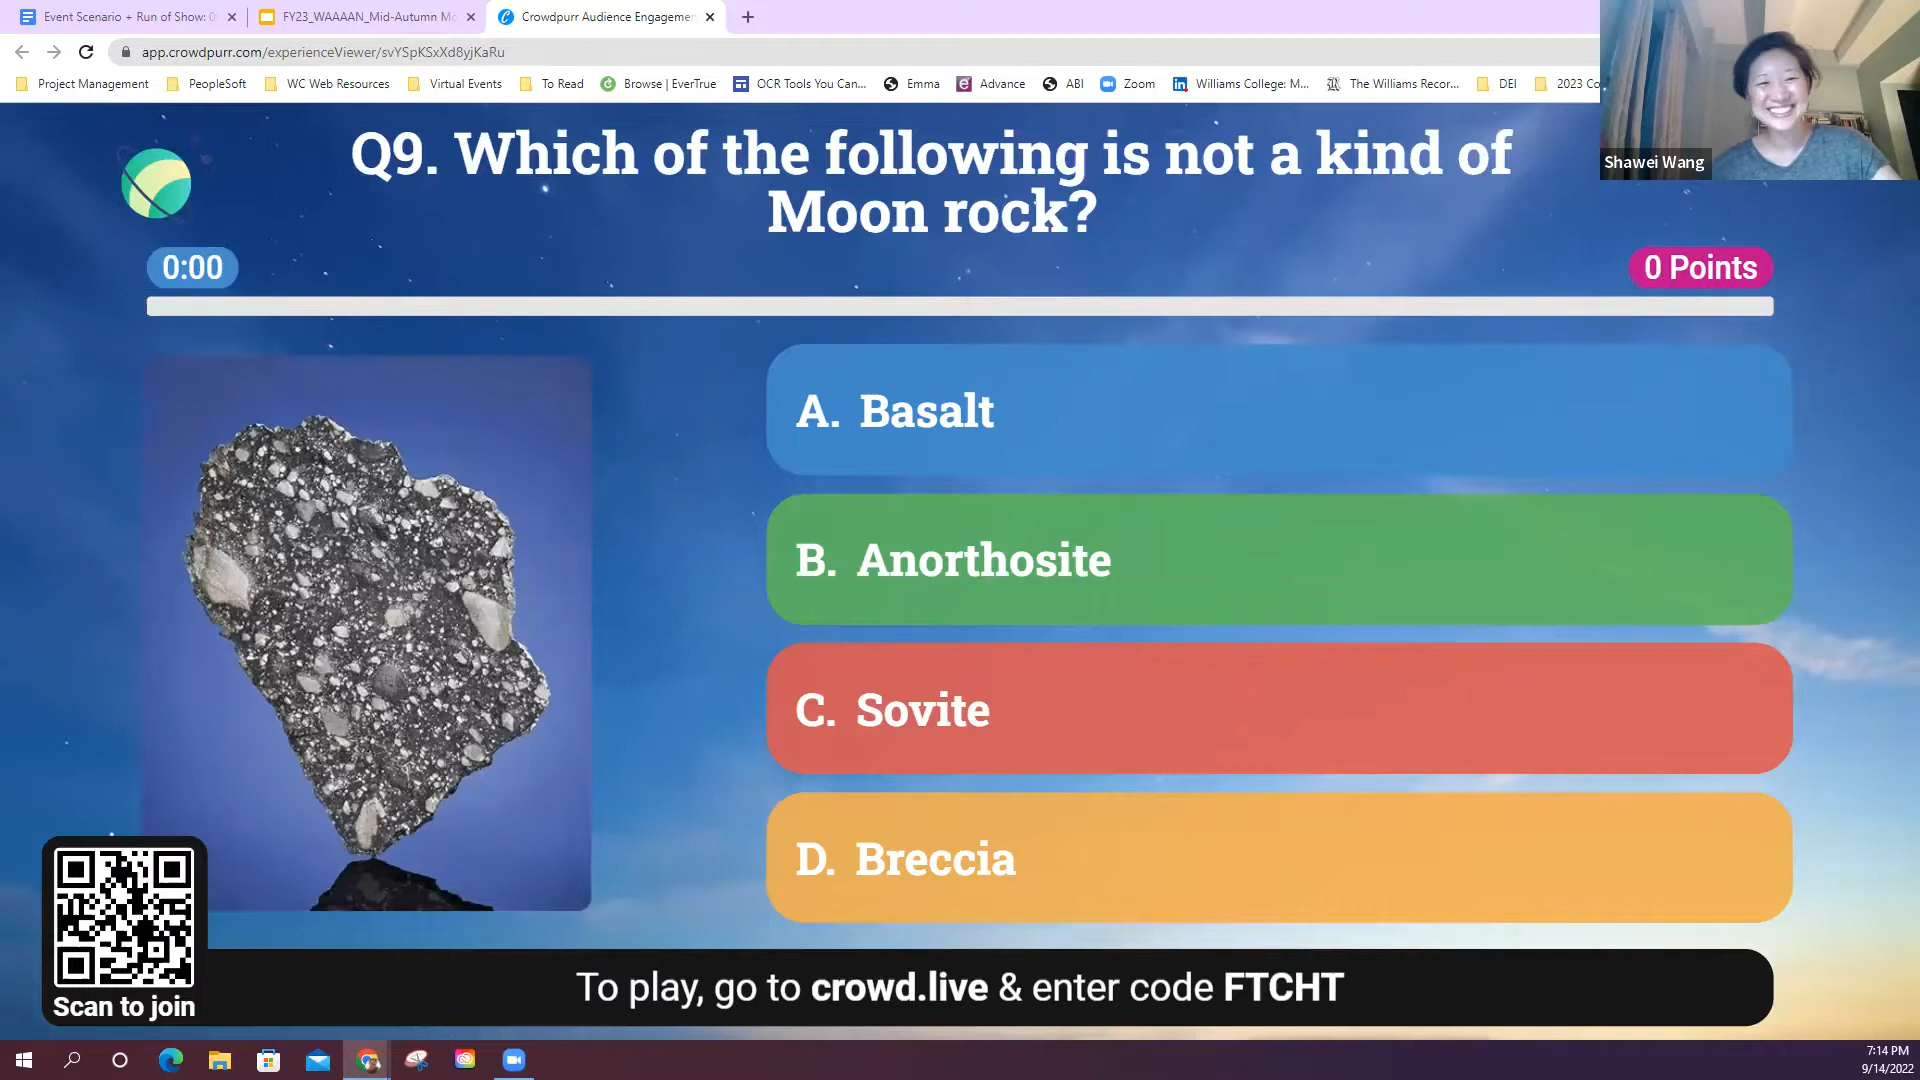 Event Scenario + Run of Show: 0
FY23_WAAAAN_Mid-Autumn Mo
Crowdpurr Audience Engagemen
app.crowdpurr.com/experienceViewer/svYSpKSxXd8yjKaRu
Project Management
PeopleSoft
WC Web Resources
Virtual Events
To Read
Browse | EverTrue
OCR Tools You Can...
Emma
Advance
ABI
Zoom
Williams College: M...
The Williams Recor...
DEI
2023 Co
Shawei Wang
Q9. Which of the following is not a kind of
Moon rock?
0:00
0 Points
A. Basalt
B. Anorthosite
C. Sovite
D. Breccia
Scan to join
To play, go to crowd.live & enter code FTCHT
7:14 PM
9/14/2022